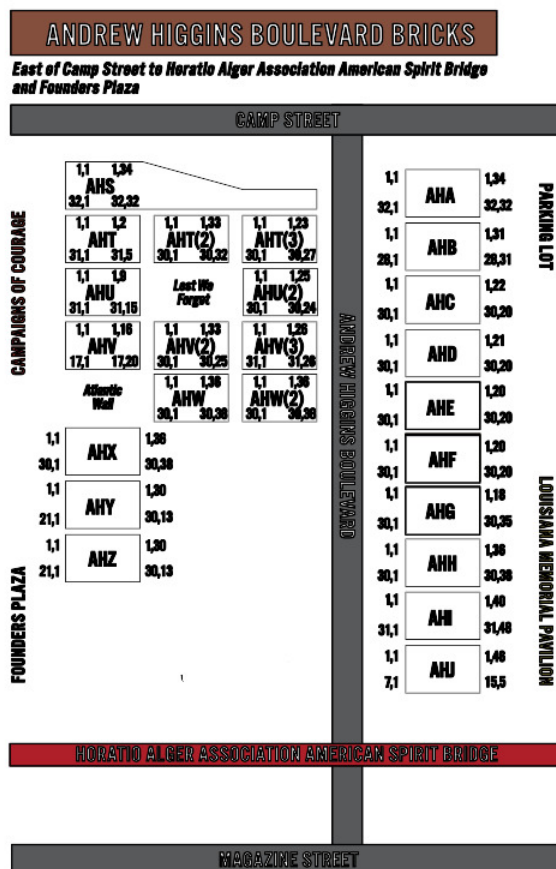 ANDREW HIGGINS BOULEVARD BRICKS
East of Camp Street to Horatio Alger Association American Spirit Bridge
and Founders Plaza
CAMP STREET
CAMPAIGNS OF COURAGE
FOUNDERS PLAZA
1,1 1,34
AHS
32,1 32,32
1,1 1,2
AHT
31,1 31,5
1,1 1,33
AHT(2)
30,1 30,32
1,1 1,23
AHT(3)
30,1 30,27
1,1 1,9
AHU
31,1 31,15
Lest We
Forget
1,1 1,25
AHU(2)
30,1 30,24
1,1 1,16
AHV
17,1 17,20
1,1 1,33
AHV(2)
30,1 30,25
1,1 1,26
AHV(3)
31,1 31,26
Atlantic
Wall
1,1 1,36
AHW
30,1 30,38
1,1 1,36
AHW(2)
30,1 30,38
1,1 1,36
AHX
30,1 30,38
1,1 1,30
AHY
21,1 30,13
1,1 1,30
AHZ
21,1 30,13
ANDREW HIGGINS BOULEVARD
1,1 1,34
AHA
32,1 32,32
1,1 1,31
AHB
28,1 28,31
1,1 1,22
AHC
30,1 30,20
1,1 1,21
AHD
30,1 30,20
1,1 1,20
AHE
30,1 30,20
1,1 1,20
AHF
30,1 30,20
1,1 1,18
AHG
30,1 30,35
1,1 1,36
AHH
30,1 30,38
1,1 1,40
AHI
31,1 31,48
1,1 1,48
AHJ
7,1 15,5
PARKING LOT
LOUISIANA MEMORIAL PAVILION
HORATIO ALGER ASSOCIATION AMERICAN SPIRIT BRIDGE
MAGAZINE STREET